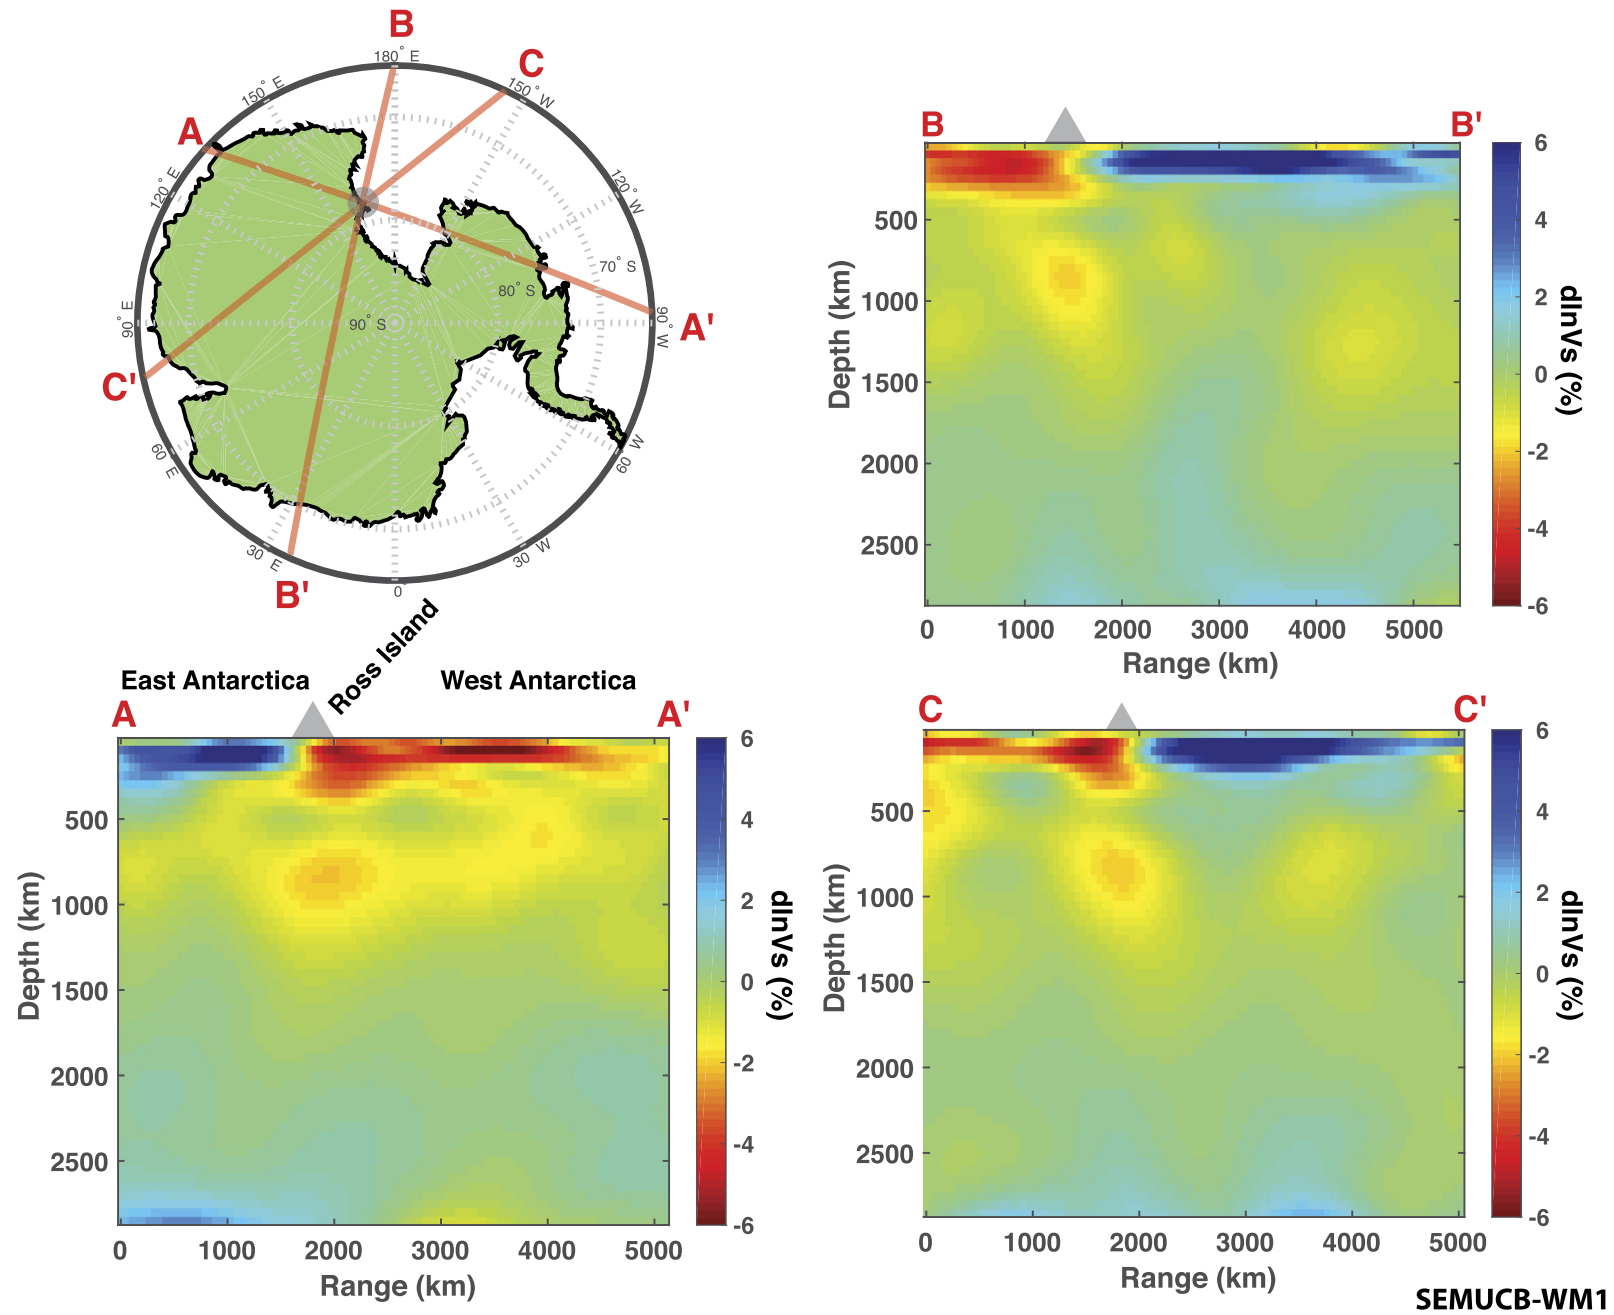 B
C
180° E
150° E
150° W
A
120° E
120° W
70° S
80° S
90° E
90° S
90° W
A'
C'
60 E
60 W
30 E
30 W
B'
0°
B
B'
500
1000
1500
2000
2500
Depth (km)
0 1000 2000 3000 4000 5000
Range (km)
6
4
2
0
-2
-4
-6
dlnVs (%)
East Antarctica
Ross Island
West Antarctica
A
A'
500
1000
1500
2000
2500
Depth (km)
0 1000 2000 3000 4000 5000
Range (km)
6
4
2
0
-2
-4
-6
dlnVs (%)
C
C'
500
1000
1500
2000
2500
Depth (km)
0 1000 2000 3000 4000 5000
Range (km)
6
4
2
0
-2
-4
-6
dlnVs (%)
SEMUCB-WM1